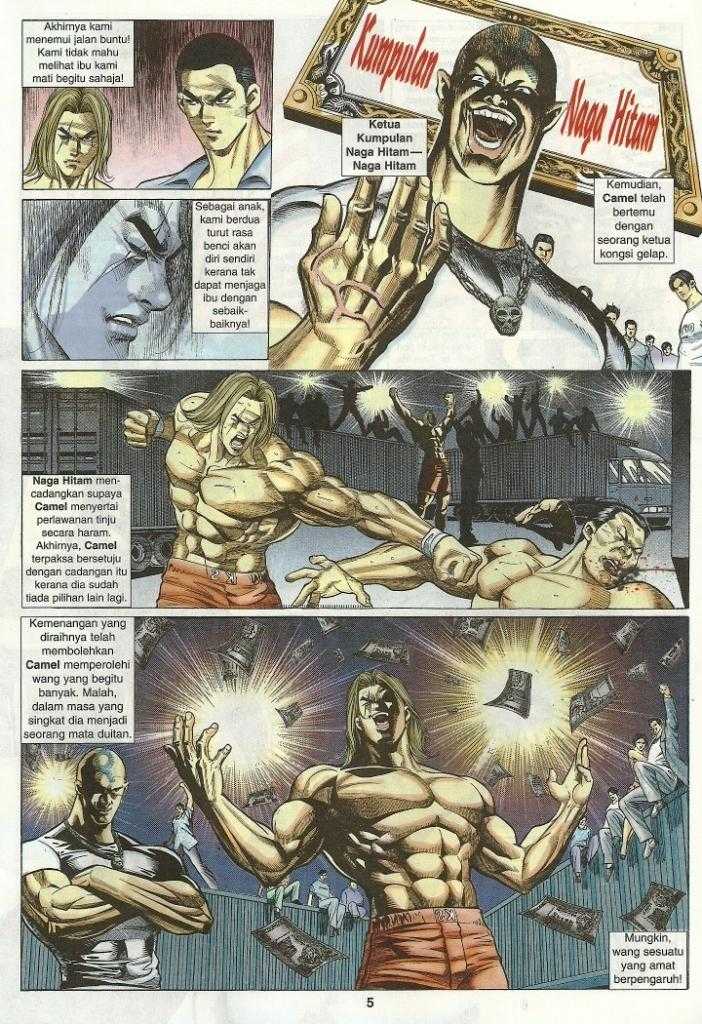 Akhirnya kami
menemui jalan buntu!
Kami tidak mahu
melihat ibu kami
mati begitu sahaja!
Kumpulan
Naga Hitam
Ketua
Kumpulan
Naga Hitam—
Naga Hitam
Kemudian,
Camel telah
bertemu
dengan
seorang ketua
kongsi gelap.
Sebagai anak,
kami berdua
turut rasa
benci akan
diri sendiri
kerana tak
dapat menjaga
ibu dengan
sebaik-
baiknya!
Naga Hitam men-
cadangkan supaya
Camel menyertai
perlawanan tinju
secara haram.
Akhirnya, Camel
terpaksa bersetuju
dengan cadangan itu
kerana dia sudah
tiada pilihan lain lagi.
Kemenangan yang
diraihnya telah
membolehkan
Camel memperolehi
wang yang begitu
banyak. Malah,
dalam masa yang
singkat dia menjadi
seorang mata duitan.
Mungkin,
wang sesuatu
yang amat
berpengaruh!
5